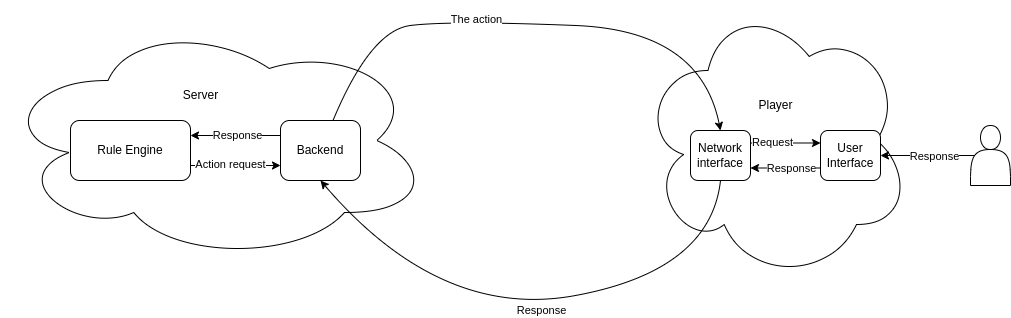 The action
Server
Player
Rule Engine
Response
Action request
Backend
Network
interface
Request
Response
User
Interface
Response
Response